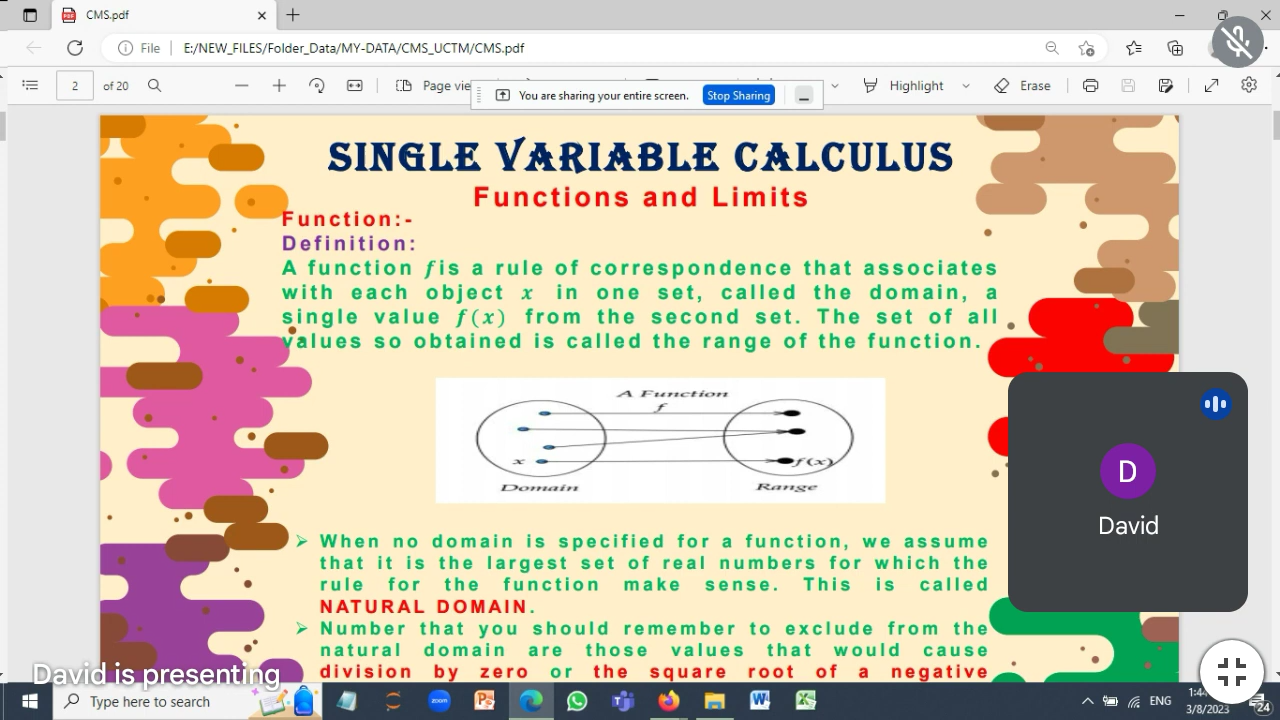 CMS.pdf
File
E:/NEW_FILES/Folder_Data/MY-DATA/CMS_UCTM/CMS.pdf
2
of 20
Page vie
You are sharing your entire screen.
Stop Sharing
Highlight
Erase
SINGLE VARIABLE CALCULUS
Functions and Limits
Function:-
Definition:
A function f is a rule of correspondence that associates
with each object x in one set, called the domain, a
single value f(x) from the second set. The set of all
values so obtained is called the range of the function.
A Function
f
x
f(x)
Domain
Range
When no domain is specified for a function, we assume
that it is the largest set of real numbers for which the
rule for the function make sense. This is called
NATURAL DOMAIN.
Number that you should remember to exclude from the
natural domain are those values that would cause
division by zero or the square root of a negative
D
David
David is presenting
Type here to search
zoom
ENG
1:4
3/8/2023
24